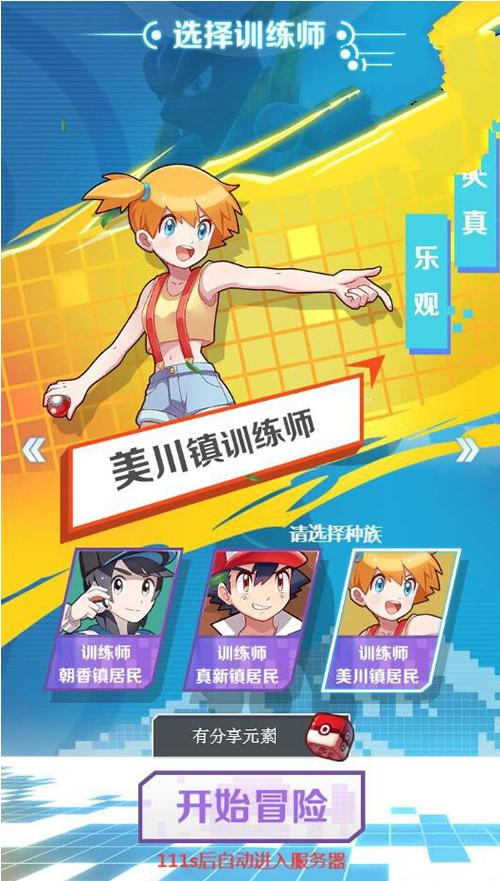 选择训练师
真
乐观
美川镇训练师
请选择种族
训练师
朝香镇居民
训练师
真新镇居民
训练师
美川镇居民
有分享元素
开始冒险
111s后自动进入服务器